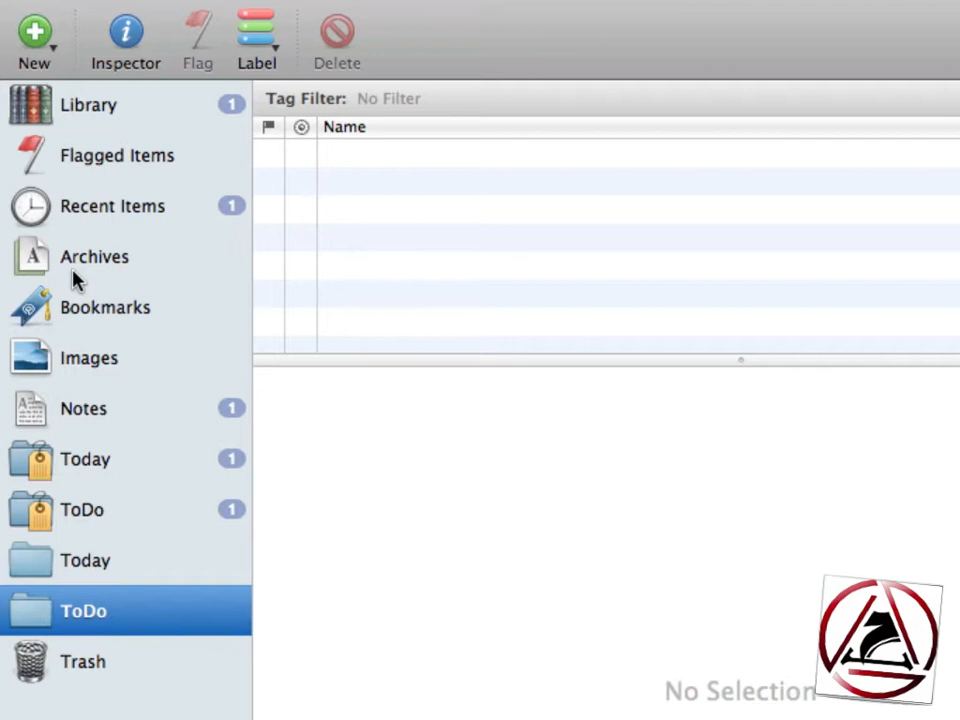 New
Inspector
Flag
Label
Delete
Library 1
Flagged Items
Recent Items 1
Archives
Bookmarks
Images
Notes 1
Today 1
ToDo 1
Today
ToDo
Trash
Tag Filter: No Filter
Name
No Selection